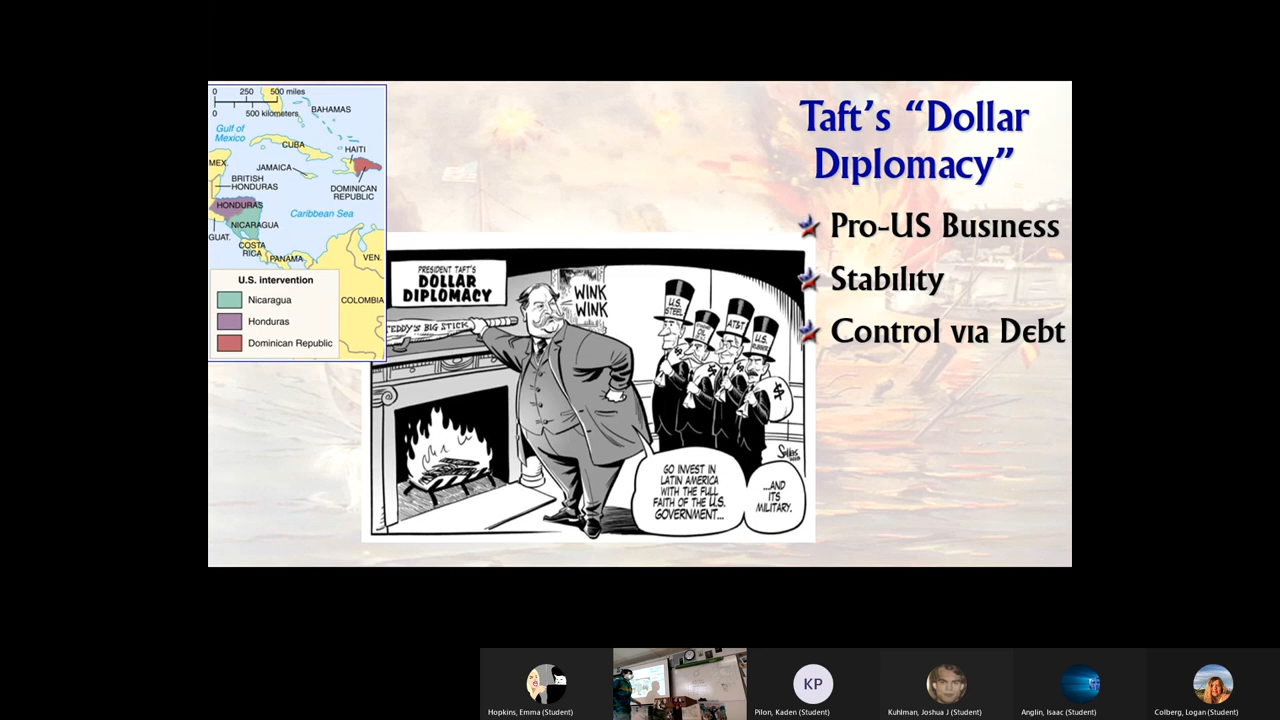 0 250 500 miles
0 500 kilometers
BAHAMAS
Gulf of
Mexico
CUBA
HAITI
MEX.
JAMAICA
BRITISH
HONDURAS
DOMINICAN
REPUBLIC
HONDURAS
Caribbean Sea
NICARAGUA
GUAT.
COSTA
RICA
PANAMA
VEN.
COLOMBIA
U.S. intervention
Nicaragua
Honduras
Dominican Republic
Taft's “Dollar
Diplomacy”
Pro-US Business
Stability
Control via Debt
PRESIDENT TAFT'S
DOLLAR
DIPLOMACY
TEDDY'S BIG STICK
WINK
WINK
U.S.
STEEL
STANDARD
OIL
AT&T
U.S.
$
$
GO INVEST IN
LATIN AMERICA
WITH THE FULL
FAITH OF THE U.S.
GOVERNMENT...
...AND
ITS
MILITARY.
Hopkins, Emma (Student)
KP
Pilon, Kaden (Student)
Kuhlman, Joshua J (Student)
Anglin, Isaac (Student)
Colberg, Logan (Student)